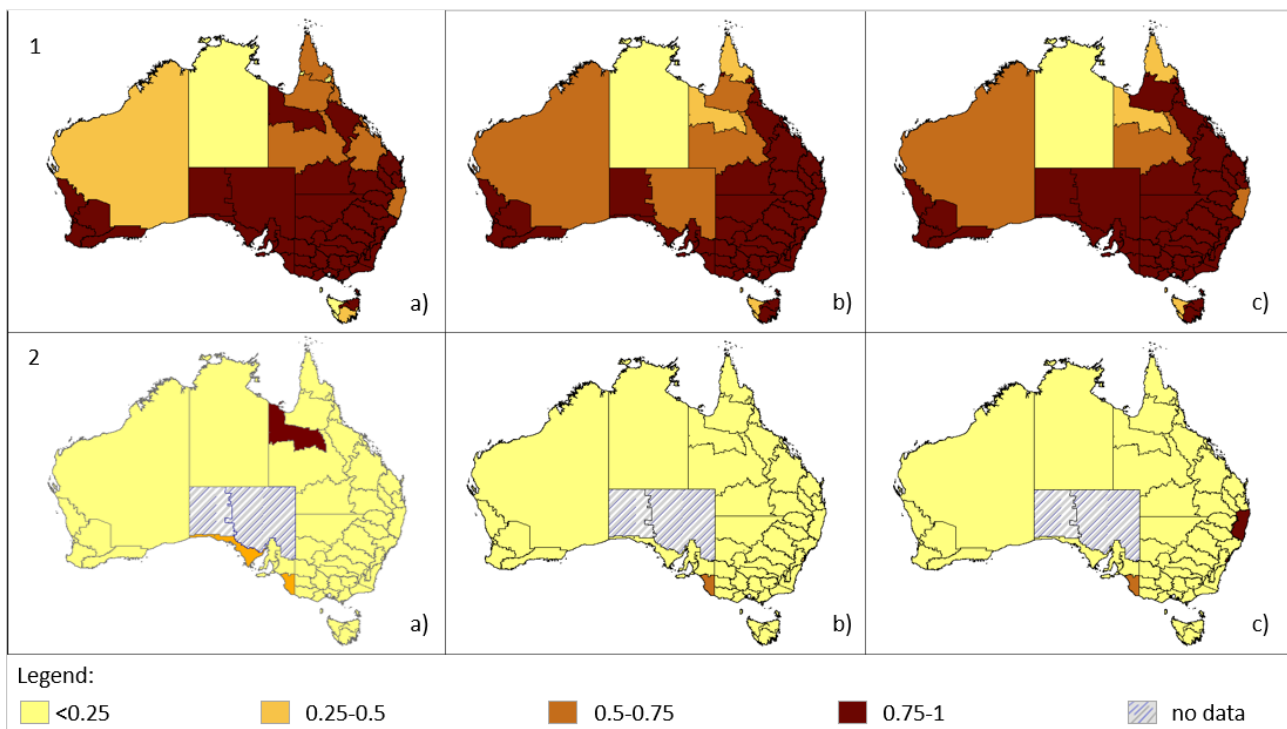 1
a)
b)
c)
2
a)
b)
c)
Legend:
<0.25
0.25-0.5
0.5-0.75
0.75-1
no data